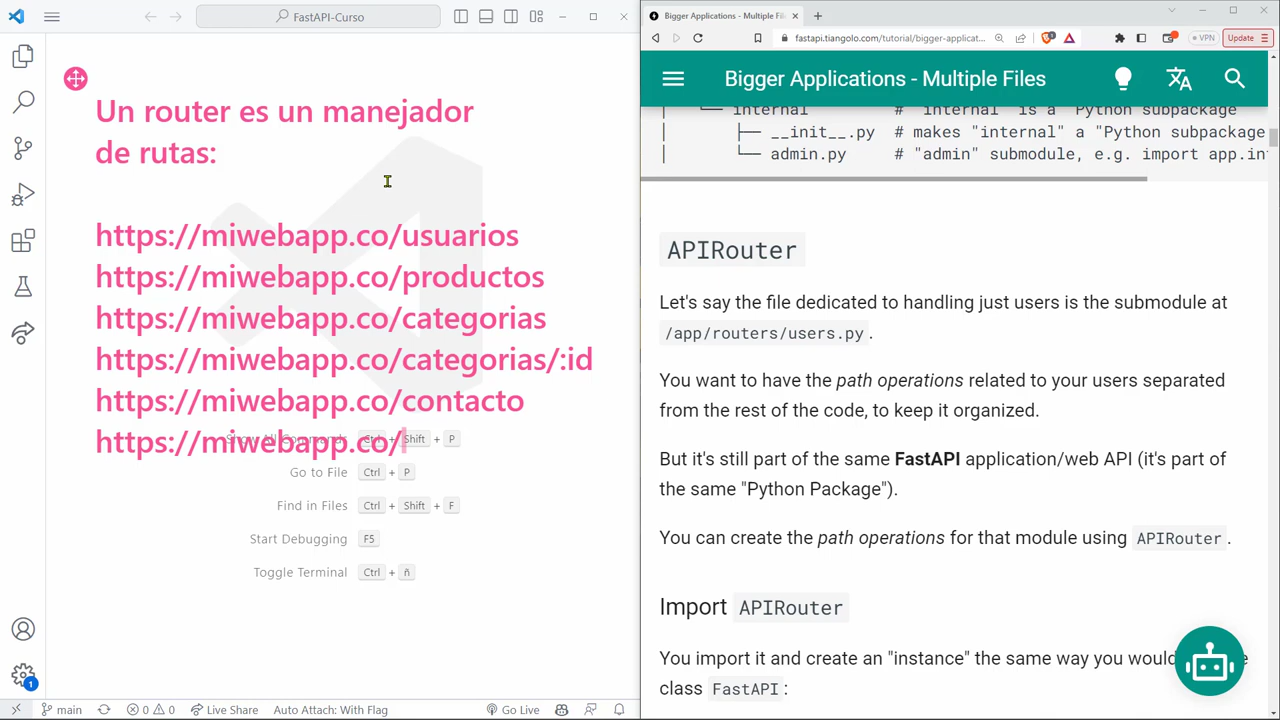 FastAPI-Curso
Un router es un manejador
de rutas:
https://miwebapp.co/usuarios
https://miwebapp.co/productos
https://miwebapp.co/categorias
https://miwebapp.co/categorias/:id
https://miwebapp.co/contacto
https://miwebapp.co/
Ctrl + Shift + P
Go to File Ctrl + P
Find in Files Ctrl + Shift + F
Start Debugging F5
Toggle Terminal Ctrl + ñ
1
main 0 0 Live Share Auto Attach: With Flag Go Live
Bigger Applications - Multiple Fil
fastapi.tiangolo.com/tutorial/bigger-applicat... VPN Update
Bigger Applications - Multiple Files
│ └── internal # "internal" is a "Python subpackage"
│ ├── __init__.py # makes "internal" a "Python subpackage
│ └── admin.py # "admin" submodule, e.g. import app.in
APIRouter
Let's say the file dedicated to handling just users is the submodule at
/app/routers/users.py.
You want to have the path operations related to your users separated
from the rest of the code, to keep it organized.
But it's still part of the same FastAPI application/web API (it's part of
the same "Python Package").
You can create the path operations for that module using APIRouter.
Import APIRouter
You import it and create an "instance" the same way you would
class FastAPI: